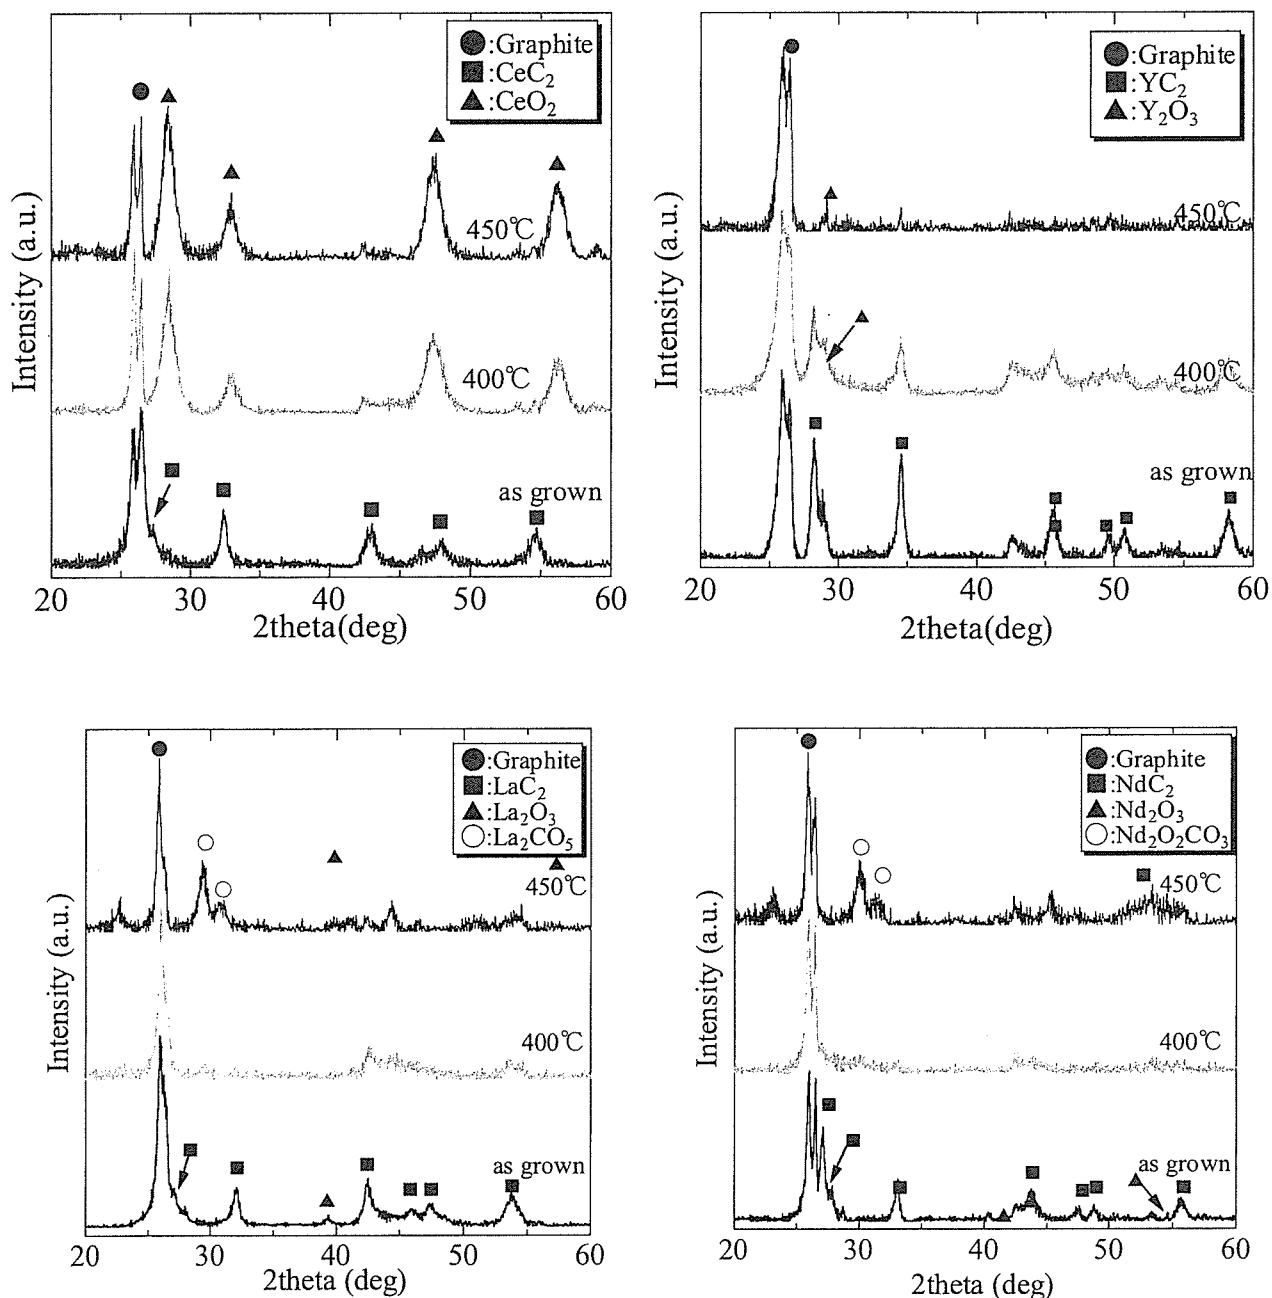 ●:Graphite
■:CeC₂
▲:CeO₂
450℃
400℃
as grown
Intensity (a.u.)
20 30 40 50 60
2theta(deg)
●:Graphite
■:YC₂
▲:Y₂O₃
450℃
400℃
as grown
Intensity (a.u.)
20 30 40 50 60
2theta(deg)
●:Graphite
■:LaC₂
▲:La₂O₃
○:La₂CO₅
450℃
400℃
as grown
Intensity (a.u.)
20 30 40 50 60
2theta (deg)
●:Graphite
■:NdC₂
▲:Nd₂O₃
○:Nd₂O₂CO₃
450℃
400℃
as grown
Intensity (a.u.)
20 30 40 50 60
2theta (deg)